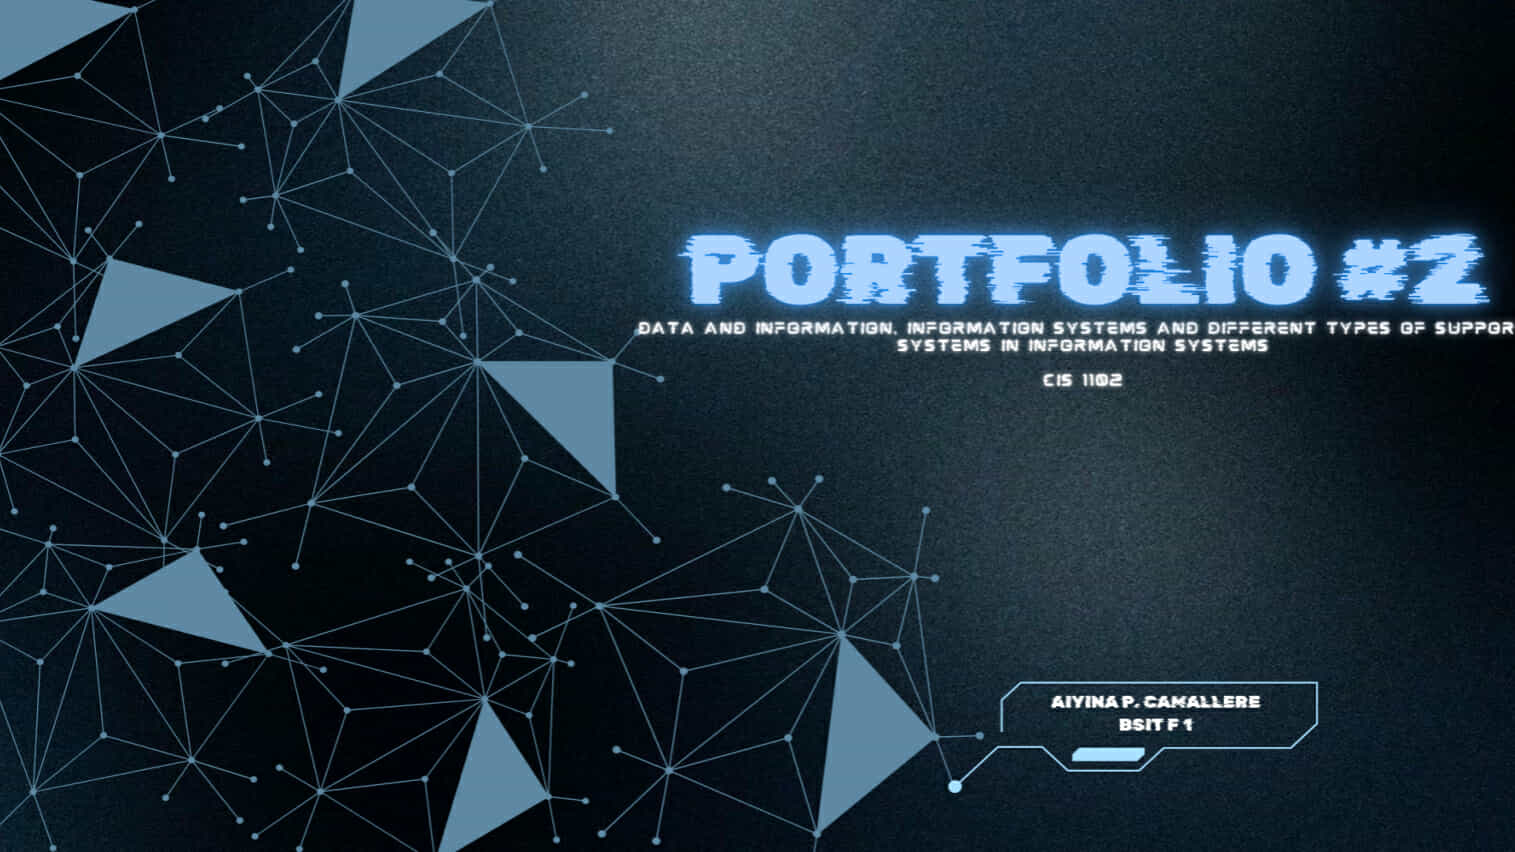 PORTFOLIO #2
DATA AND INFORMATION, INFORMATION SYSTEMS AND DIFFERENT TYPES OF SUPPOR
SYSTEMS IN INFORMATION SYSTEMS
CIS 1102
AIYINA P. CAMALLERE
BSIT F 1